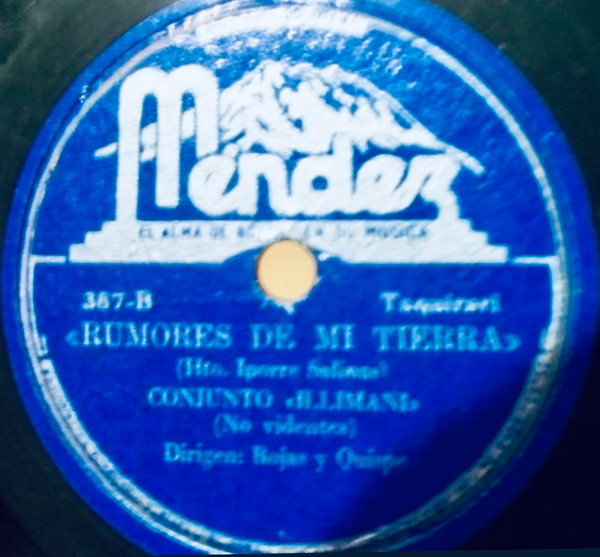 Méndez
EL ALMA DE EN SU MUSICA
387-B Taquirari
«RUMORES DE MI TIERRA»
(Hto. Iporre Salinas)
CONJUNTO «ILLIMANI»
(No videntes)
Dirigen: Rojas y Quispe